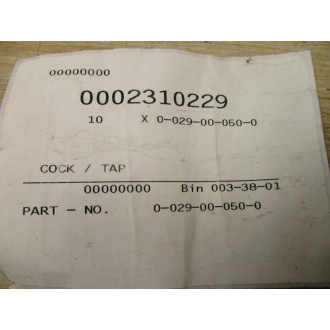 00000000
0002310229
10 X 0-029-00-050-0
COCK / TAP
00000000 Bin 003-38-01
PART - NO. 0-029-00-050-0